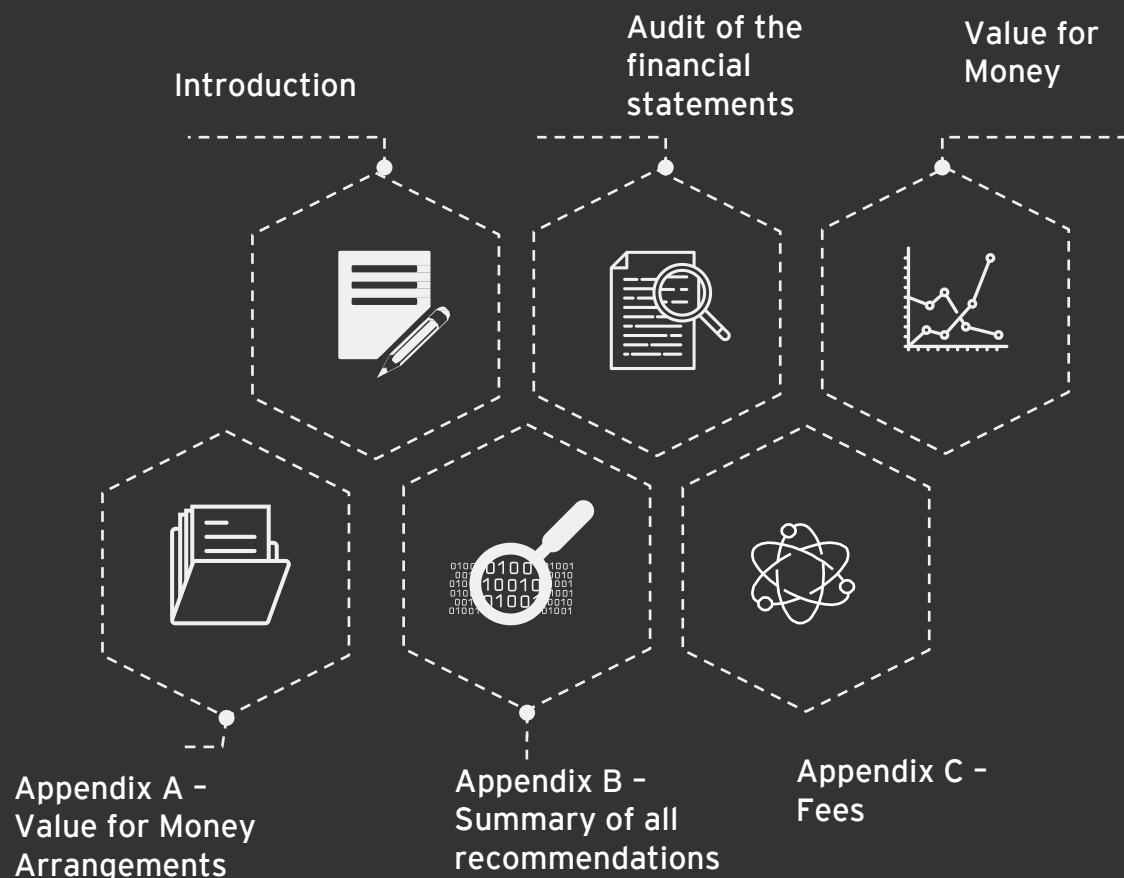 Introduction
Audit of the
financial
statements
Value for
Money
Appendix A –
Value for Money
Arrangements
Appendix B –
Summary of all
recommendations
Appendix C –
Fees